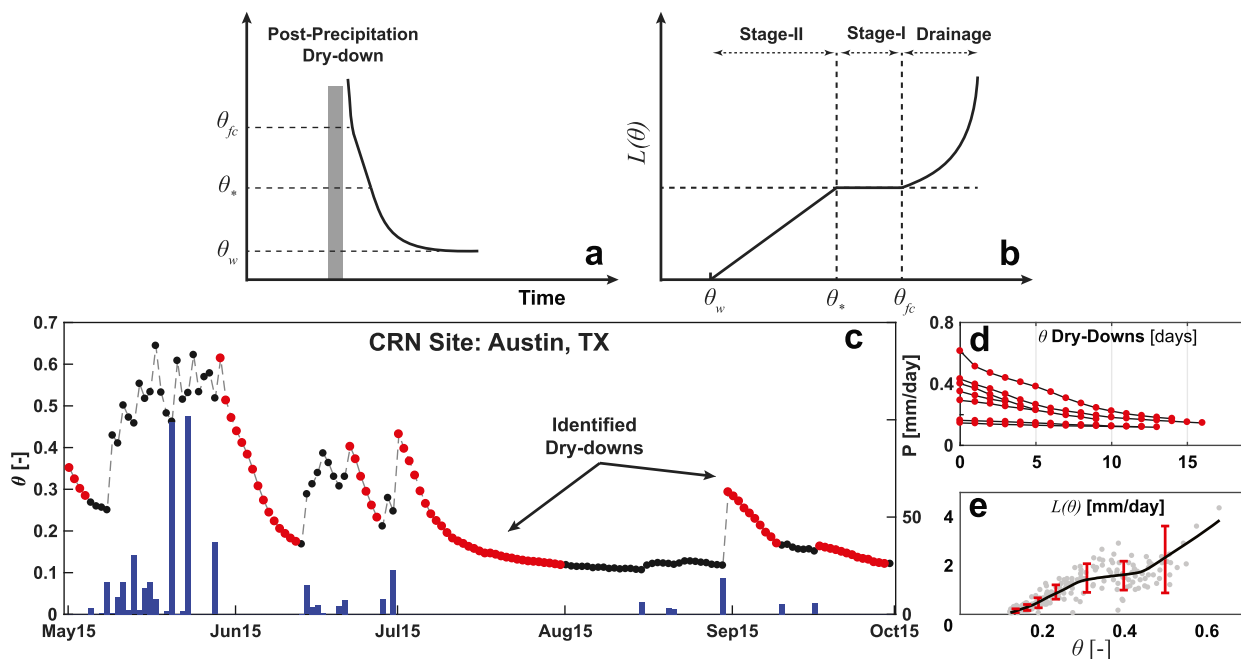 Post-Precipitation
Dry-down
θfc
θ*
θw
a
Time
Stage-II
Stage-I
Drainage
L(θ)
b
θw
θ*
θfc
0.7
0.6
0.5
0.4
0.3
0.2
0.1
0
θ [-]
CRN Site: Austin, TX
c
Identified
Dry-downs
50
0
P [mm/day]
May15
Jun15
Jul15
Aug15
Sep15
Oct15
0.8
0.4
0
d
θ Dry-Downs [days]
0
5
10
15
4
2
0
e
L(θ) [mm/day]
0.2
0.4
0.6
θ [-]